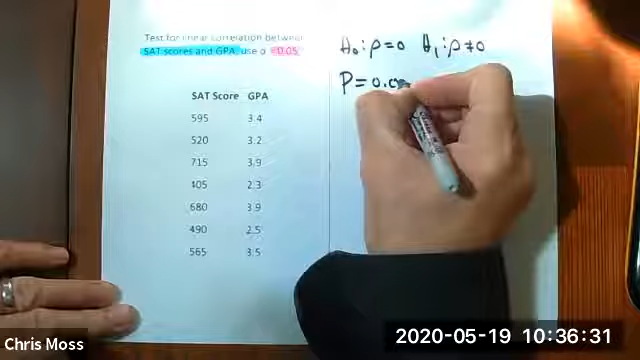 Test for linear correlation between
SAT scores and GPA use α =0.05
H₀:ρ=0 H₁:ρ≠0
P=0.0
SAT Score GPA
595 3.4
520 3.2
715 3.9
405 2.3
680 3.9
490 2.5
565 3.5
Chris Moss
2020-05-19 10:36:31